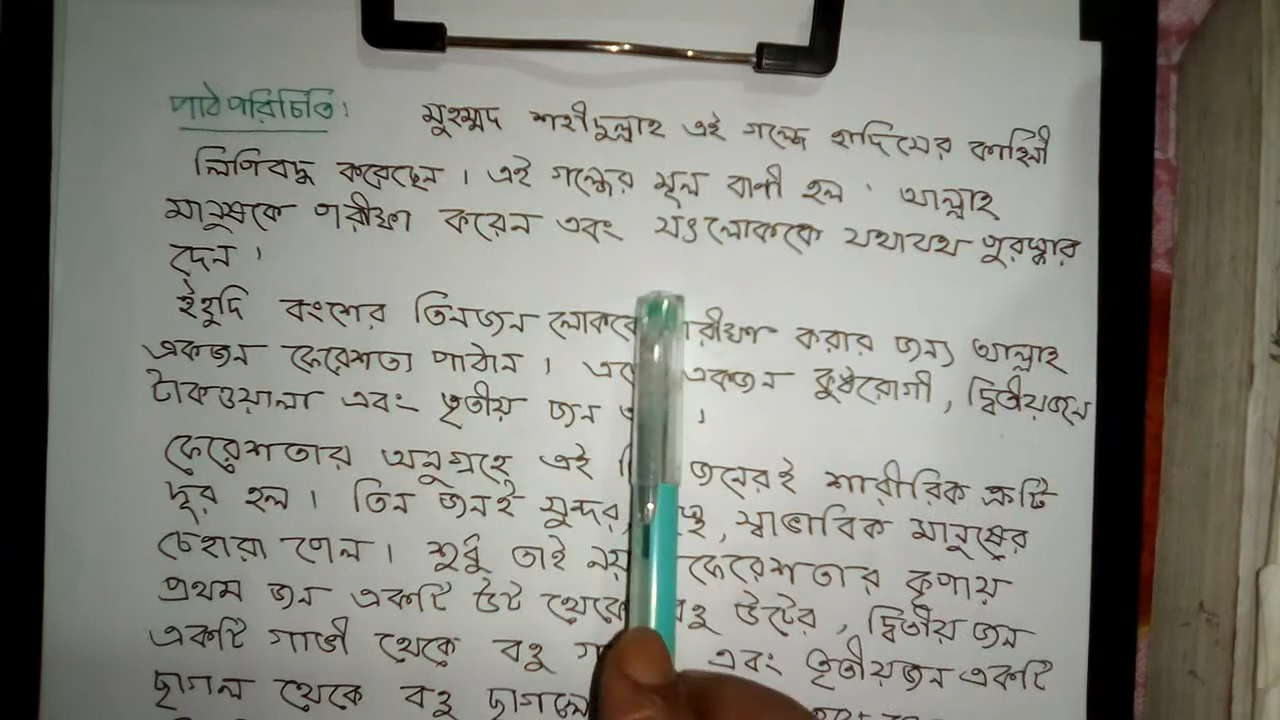 পাঠপরিচিতি। মুহম্মদ শহীদুল্লাহ এই গল্পে হাদিসের কাহিনী
লিপিবদ্ধ করেছেন। এই গল্পের মূল বাণী হল আল্লাহ
মানুষকে পরীক্ষা করেন এবং সৎলোককে যথাযথ পুরস্কার
দেন।
ইহুদি বংশের তিনজন লোককে পরীক্ষা করার জন্য আল্লাহ
একজন ফেরেশতা পাঠান। একজন কুষ্ঠরোগী, দ্বিতীয়জন
টাকওয়ালা এবং তৃতীয় জন
ফেরেশতার অনুগ্রহে এই জনেরই শারীরিক ত্রুটি
দূর হল। তিন জনই সুন্দর, স্বাভাবিক মানুষের
চেহারা পেল। শুধু তাই নয় ফেরেশতার কৃপায়
প্রথম জন একটি উট থেকে বহু উটের, দ্বিতীয় জন
একটি গাভী থেকে বহু এবং তৃতীয়জন একটি
ছাগল থেকে বহু